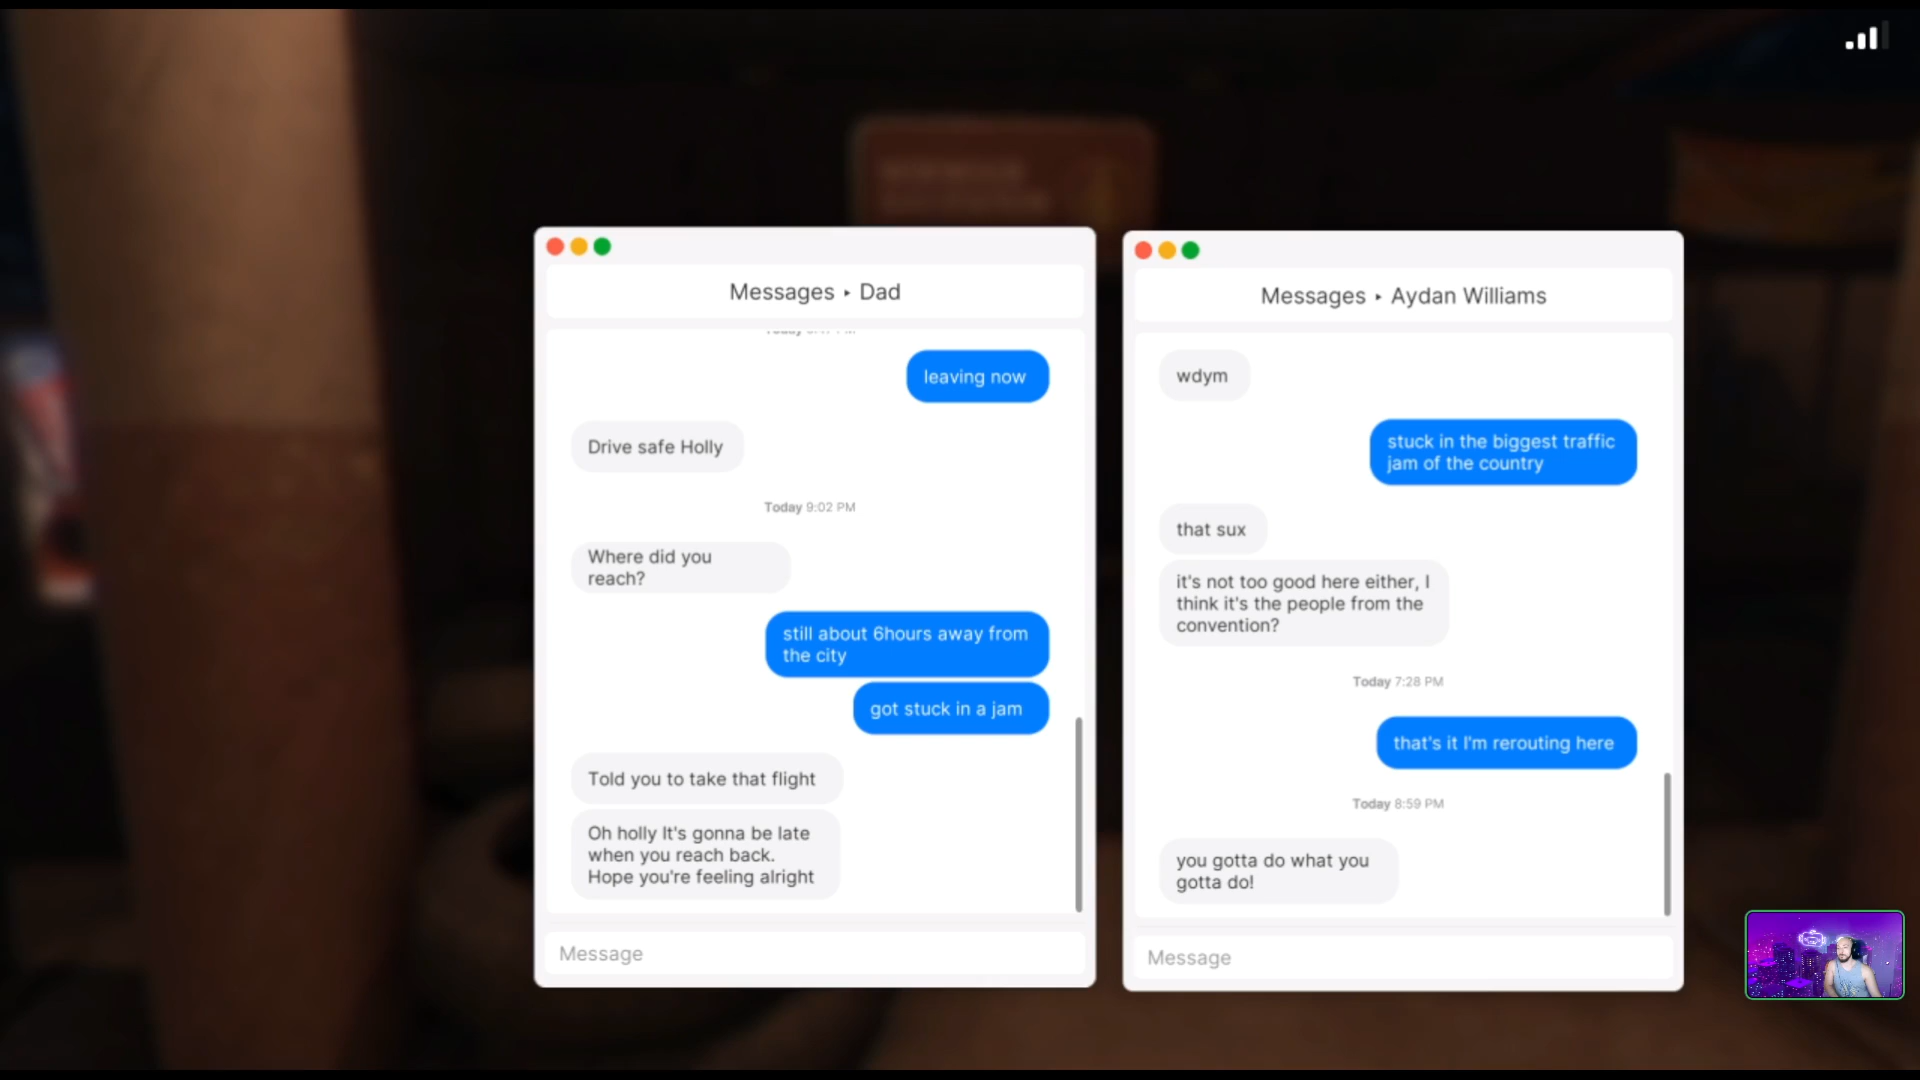 Messages ▸ Dad
leaving now
Drive safe Holly
Today 9:02 PM
Where did you
reach?
still about 6hours away from
the city
got stuck in a jam
Told you to take that flight
Oh holly It's gonna be late
when you reach back.
Hope you're feeling alright
Message
Messages ▸ Aydan Williams
wdym
stuck in the biggest traffic
jam of the country
that sux
it's not too good here either, I
think it's the people from the
convention?
Today 7:28 PM
that's it I'm rerouting here
Today 8:59 PM
you gotta do what you
gotta do!
Message